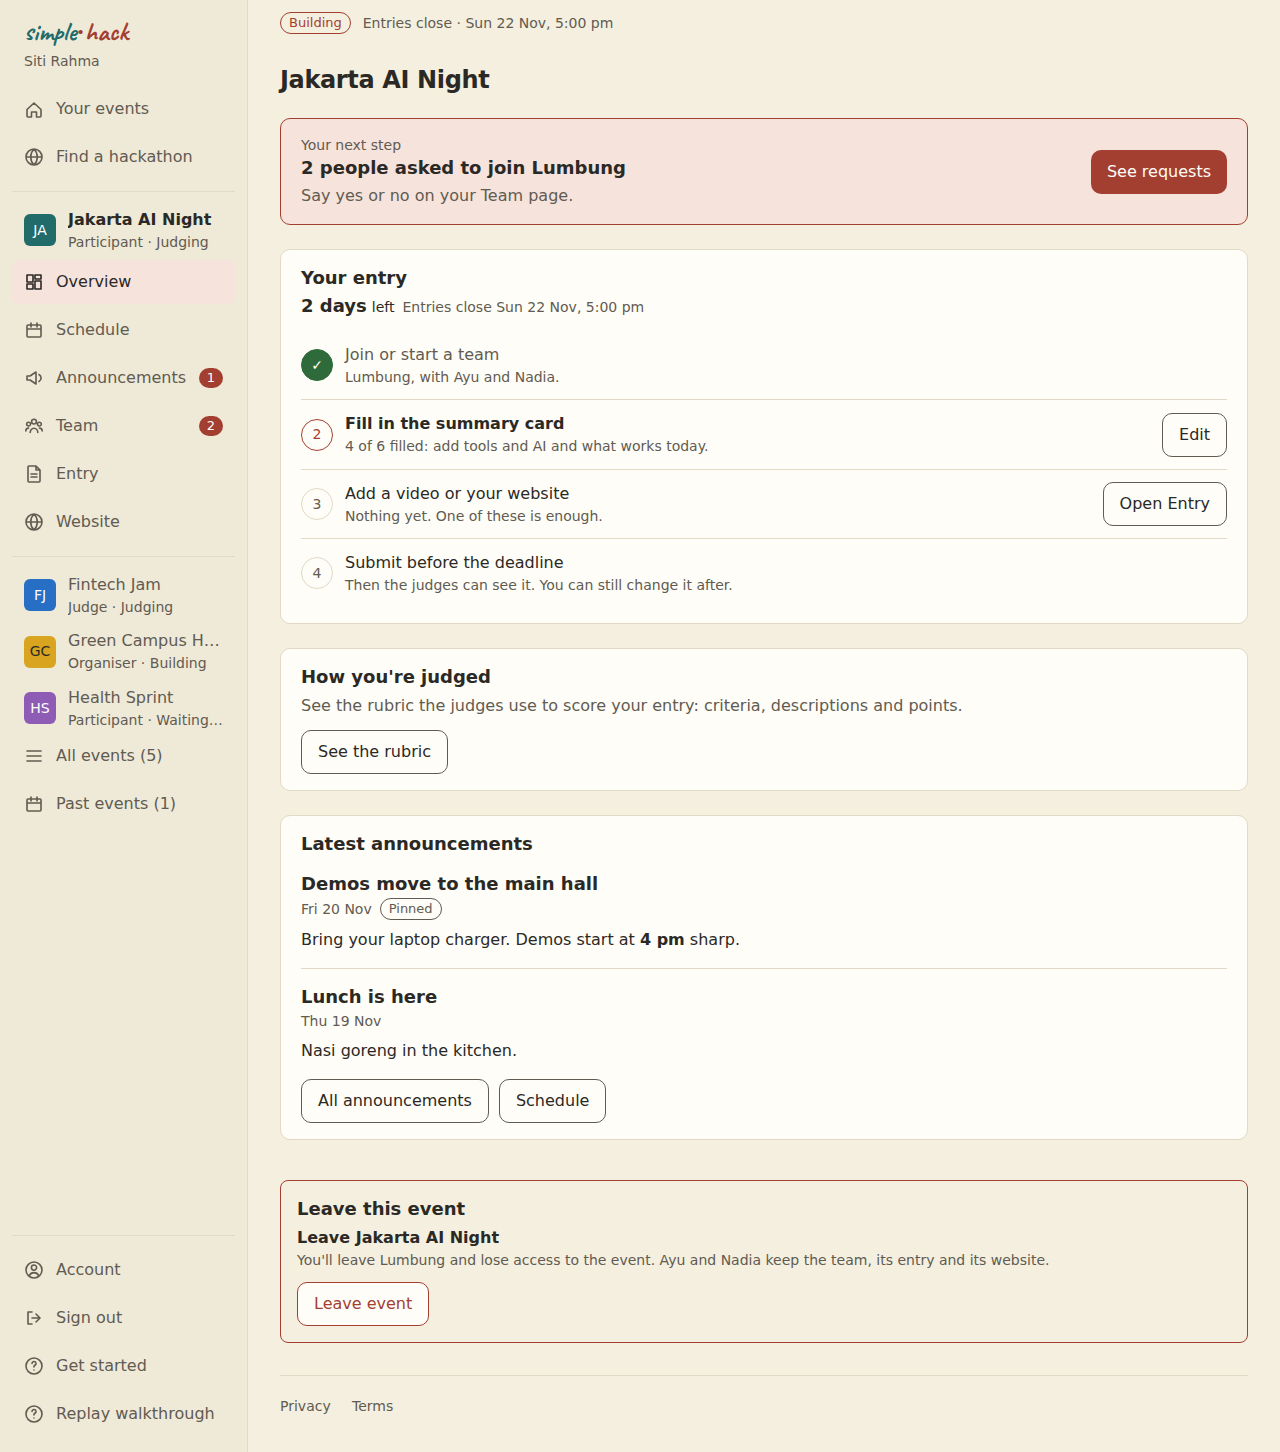 simple·hack
Siti Rahma
Your events
Find a hackathon
JA
Jakarta AI Night
Participant · Judging
Overview
Schedule
Announcements 1
Team 2
Entry
Website
FJ
Fintech Jam
Judge · Judging
GC
Green Campus H…
Organiser · Building
HS
Health Sprint
Participant · Waiting…
All events (5)
Past events (1)
Account
Sign out
Get started
Replay walkthrough
Building Entries close · Sun 22 Nov, 5:00 pm
Jakarta AI Night
Your next step
2 people asked to join Lumbung
Say yes or no on your Team page.
See requests
Your entry
2 days left Entries close Sun 22 Nov, 5:00 pm
✓
Join or start a team
Lumbung, with Ayu and Nadia.
2
Fill in the summary card
4 of 6 filled: add tools and AI and what works today.
Edit
3
Add a video or your website
Nothing yet. One of these is enough.
Open Entry
4
Submit before the deadline
Then the judges can see it. You can still change it after.
How you're judged
See the rubric the judges use to score your entry: criteria, descriptions and points.
See the rubric
Latest announcements
Demos move to the main hall
Fri 20 Nov Pinned
Bring your laptop charger. Demos start at 4 pm sharp.
Lunch is here
Thu 19 Nov
Nasi goreng in the kitchen.
All announcements Schedule
Leave this event
Leave Jakarta AI Night
You'll leave Lumbung and lose access to the event. Ayu and Nadia keep the team, its entry and its website.
Leave event
Privacy Terms